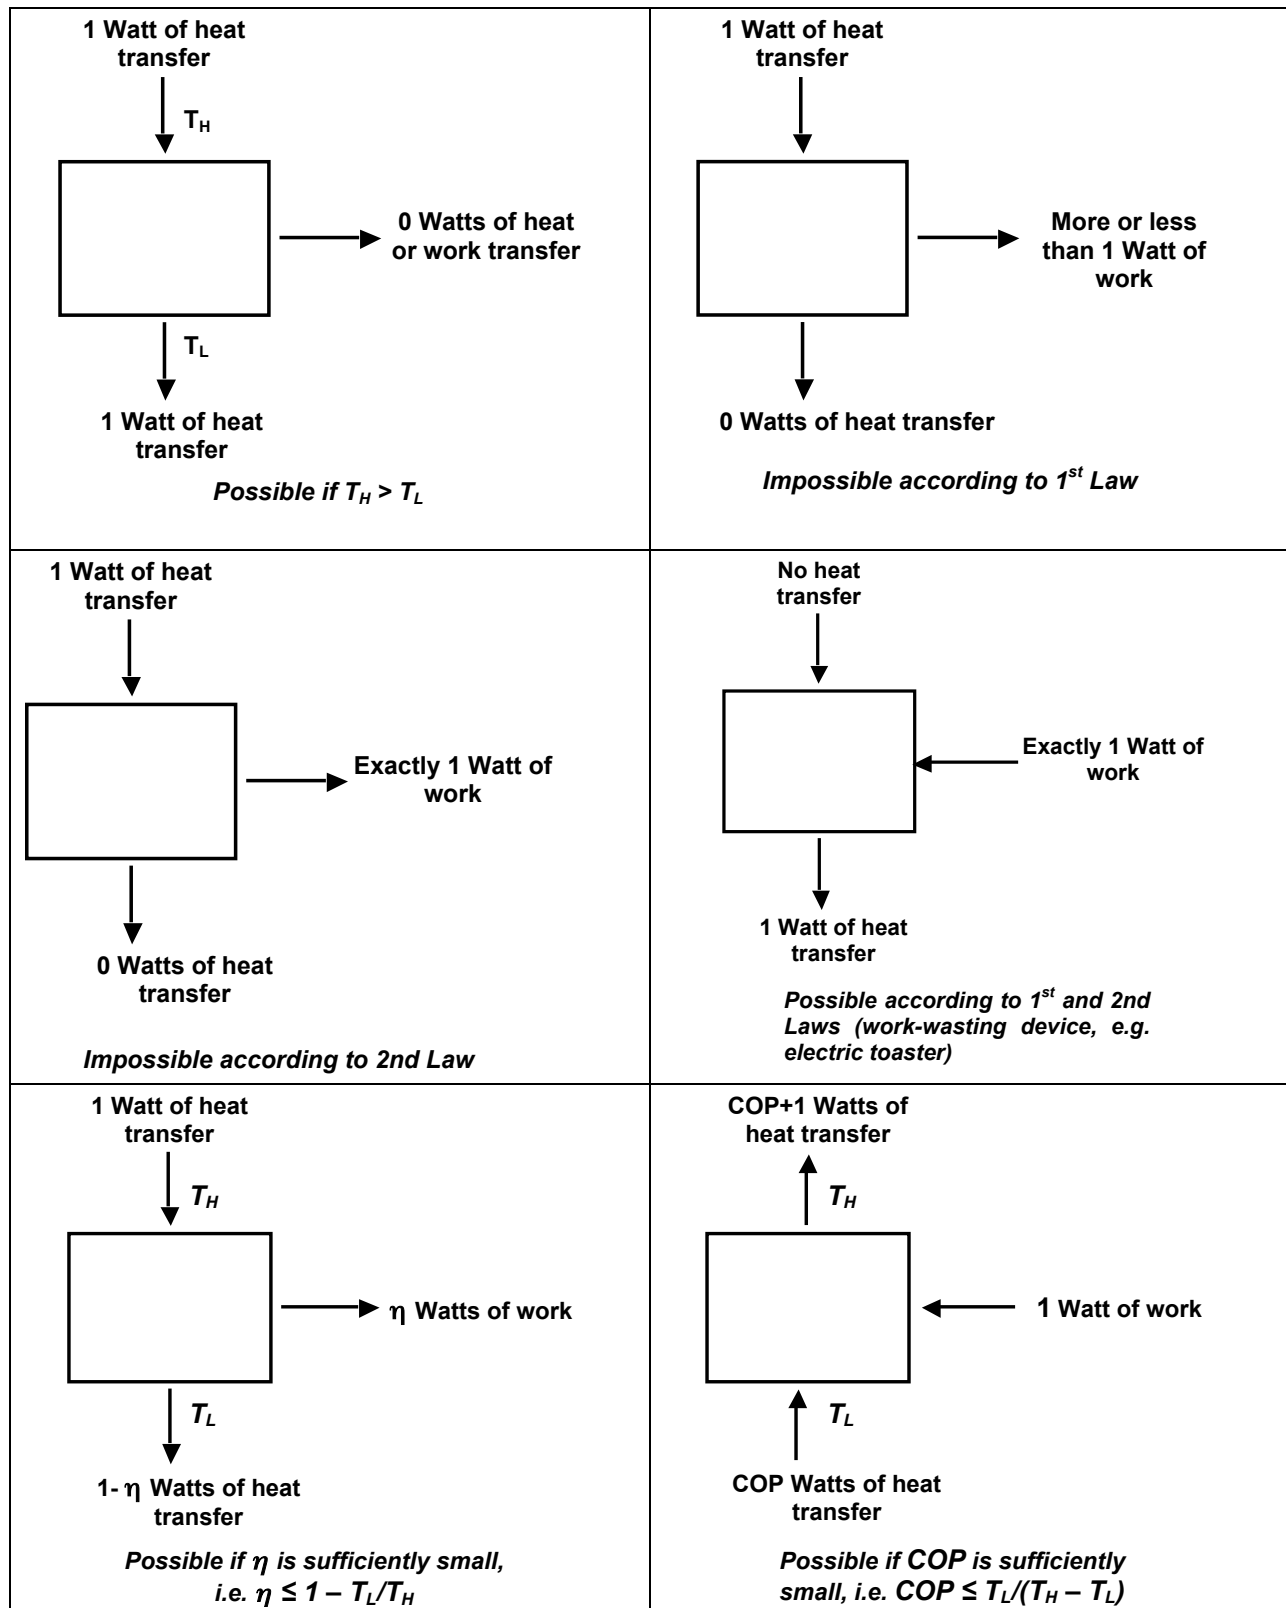 1 Watt of heat
transfer
T_H
0 Watts of heat
or work transfer
T_L
1 Watt of heat
transfer
Possible if T_H > T_L
1 Watt of heat
transfer
More or less
than 1 Watt of
work
0 Watts of heat transfer
Impossible according to 1st Law
1 Watt of heat
transfer
Exactly 1 Watt of
work
0 Watts of heat
transfer
Impossible according to 2nd Law
No heat
transfer
Exactly 1 Watt of
work
1 Watt of heat
transfer
Possible according to 1st and 2nd
Laws (work-wasting device, e.g.
electric toaster)
1 Watt of heat
transfer
T_H
η Watts of work
T_L
1- η Watts of heat
transfer
Possible if η is sufficiently small,
i.e. η ≤ 1 – T_L/T_H
COP+1 Watts of
heat transfer
T_H
1 Watt of work
T_L
COP Watts of heat
transfer
Possible if COP is sufficiently
small, i.e. COP ≤ T_L/(T_H – T_L)